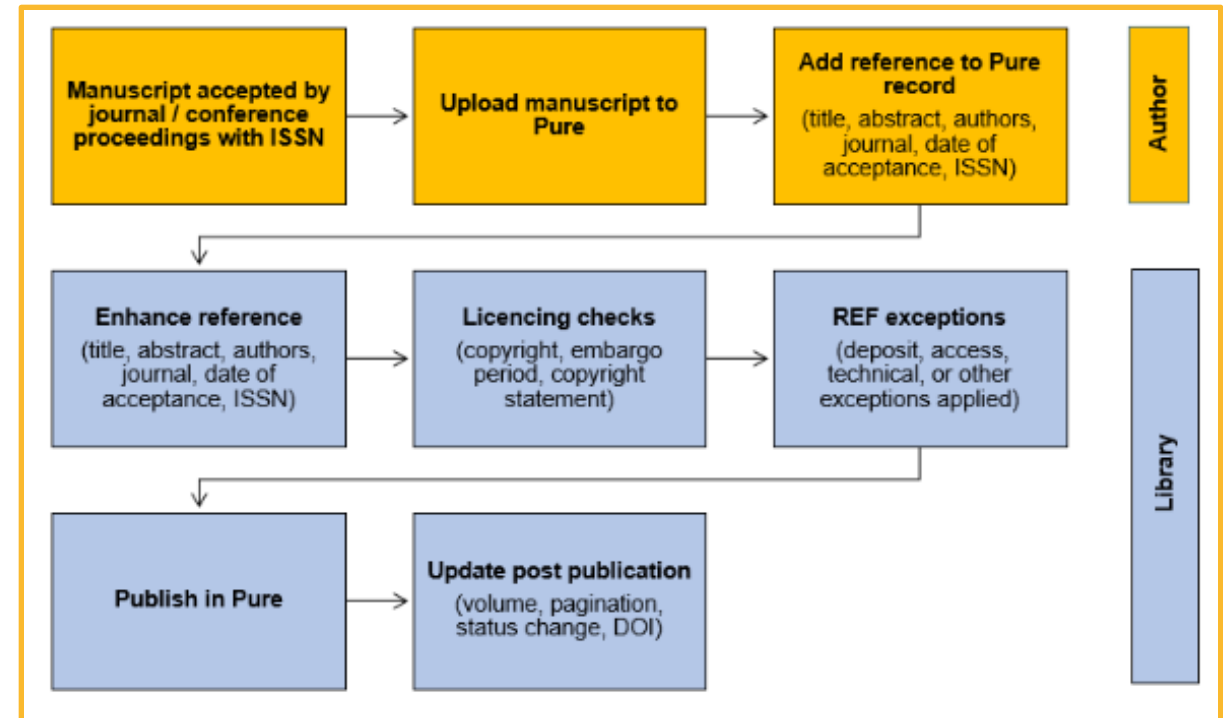 Manuscript accepted by
journal / conference
proceedings with ISSN
Upload manuscript to
Pure
Add reference to Pure
record
(title, abstract, authors,
journal, date of
acceptance, ISSN)
Author
Enhance reference
(title, abstract, authors,
journal, date of
acceptance, ISSN)
Licencing checks
(copyright, embargo
period, copyright
statement)
REF exceptions
(deposit, access,
technical, or other
exceptions applied)
Library
Publish in Pure
Update post publication
(volume, pagination,
status change, DOI)